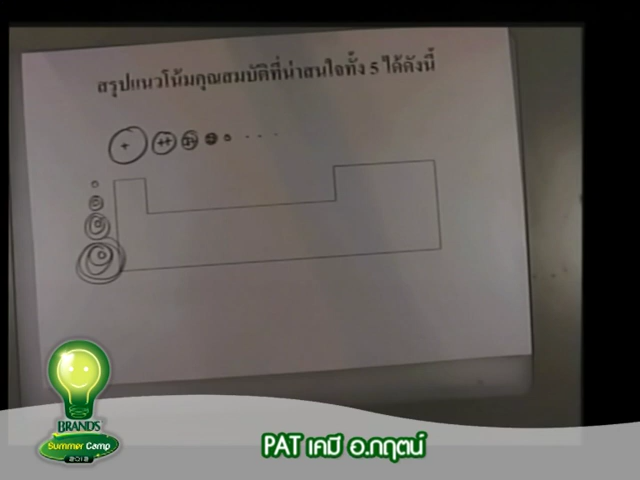 สรุปแนวโน้มคุณสมบัติที่น่าสนใจทั้ง 5 ได้ดังนี้
+ ++
BRAND'S
Summer Camp
2012
PAT เคมี อ.กฤตน์